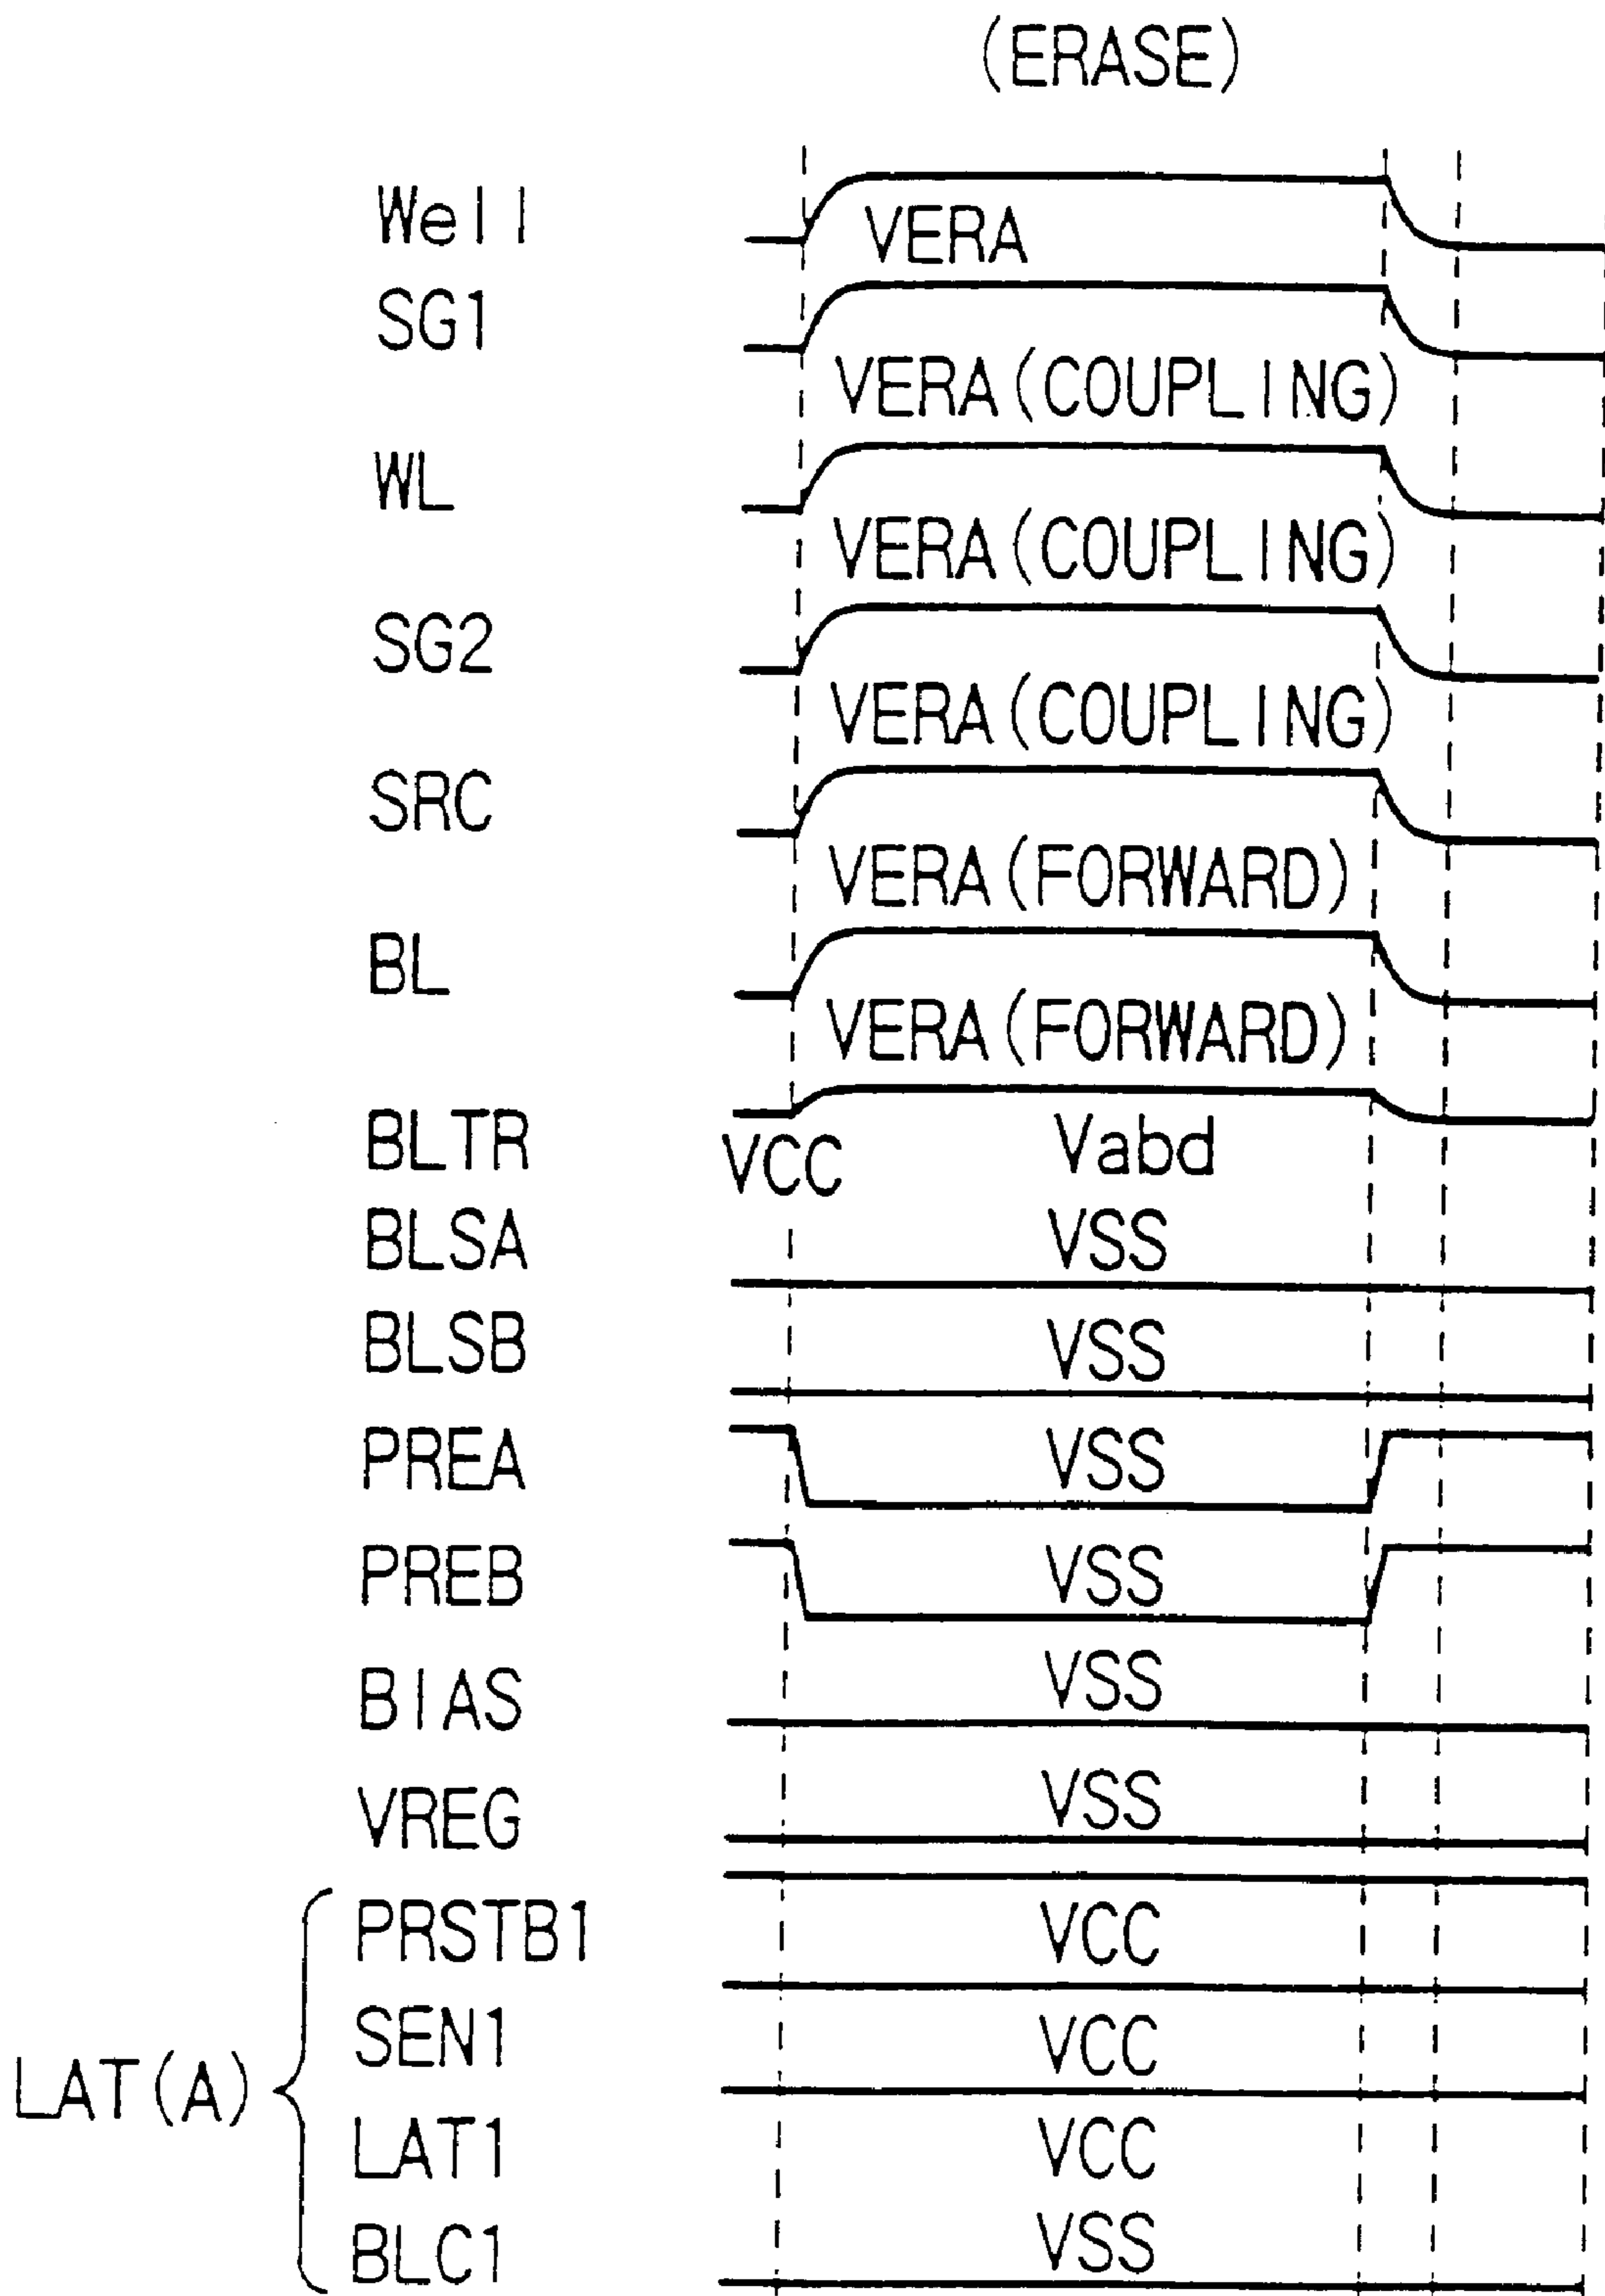 (ERASE)
Well
VERA
SG1
VERA(COUPLING)
WL
VERA(COUPLING)
SG2
VERA(COUPLING)
SRC
VERA(FORWARD)
BL
VERA(FORWARD)
BLTR VCC Vabd
BLSA VSS
BLSB VSS
PREA VSS
PREB VSS
BIAS VSS
VREG VSS
PRSTB1 VCC
SEN1 VCC
LAT(A)
LAT1 VCC
BLC1 VSS